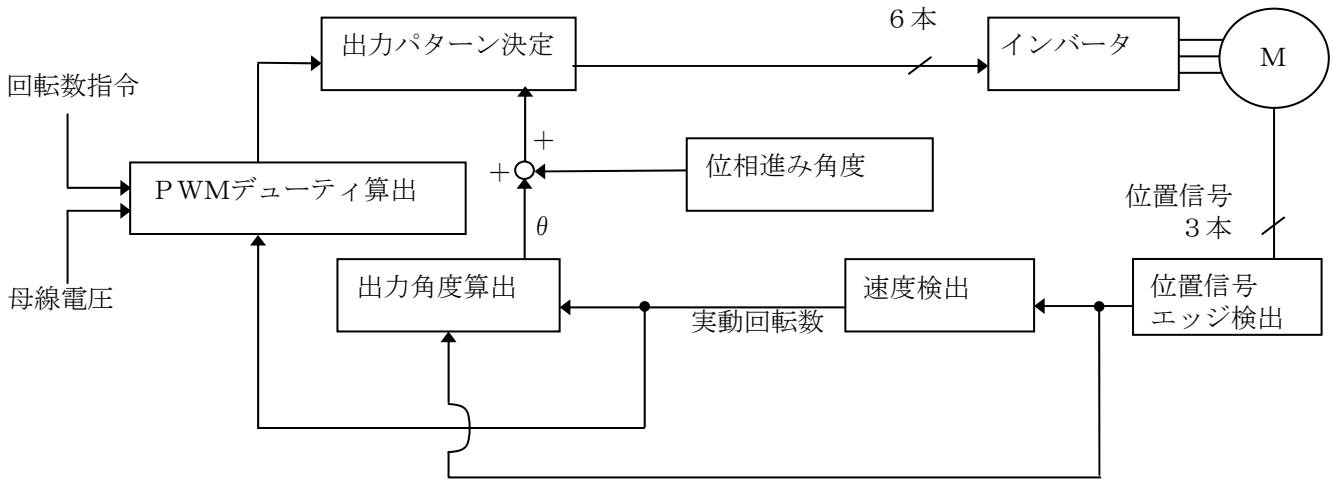 6本
出力パターン決定
インバータ
M
回転数指令
+
+
位相進み角度
PWMデューティ算出
位置信号
3本
θ
母線電圧
出力角度算出
速度検出
位置信号
エッジ検出
実動回転数